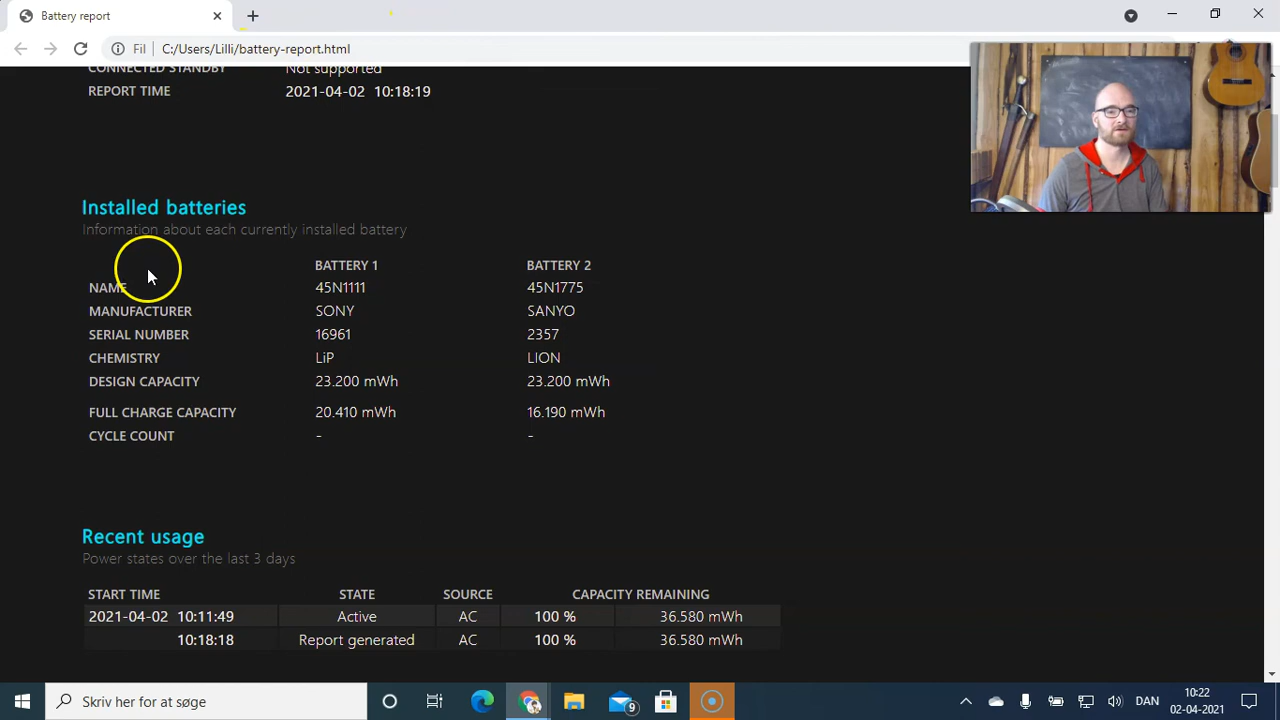 Battery report
Fil C:/Users/Lilli/battery-report.html
CONNECTED STANDBY Not supported
REPORT TIME 2021-04-02 10:18:19
Installed batteries
Information about each currently installed battery
BATTERY 1 BATTERY 2
NAME 45N1111 45N1775
MANUFACTURER SONY SANYO
SERIAL NUMBER 16961 2357
CHEMISTRY LiP LION
DESIGN CAPACITY 23.200 mWh 23.200 mWh
FULL CHARGE CAPACITY 20.410 mWh 16.190 mWh
CYCLE COUNT - -
Recent usage
Power states over the last 3 days
START TIME STATE SOURCE CAPACITY REMAINING
2021-04-02 10:11:49 Active AC 100 % 36.580 mWh
10:18:18 Report generated AC 100 % 36.580 mWh
Skriv her for at søge 9 DAN 10:22
02-04-2021